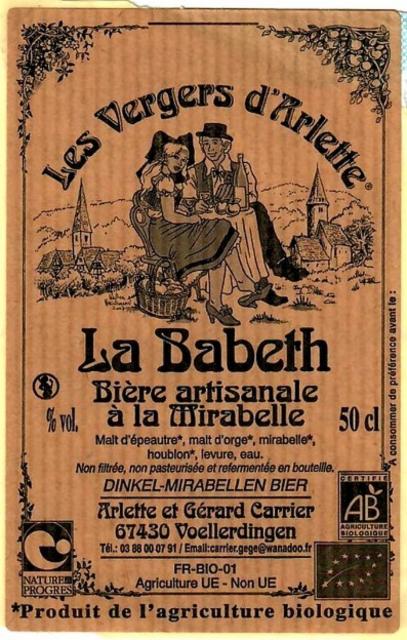 Les Vergers d'Arlette®
La Babeth
Bière artisanale
à la Mirabelle
% vol.
50 cl
A consommer de préférence avant le :
Malt d'épeautre*, malt d'orge*, mirabelle*,
houblon*, levure, eau.
Non filtrée, non pasteurisée et refermentée en bouteille.
DINKEL-MIRABELLEN BIER
Arlette et Gérard Carrier
67430 Voellerdingen
Tél.: 03 88 00 07 91 / Email:carrier.gege@wanadoo.fr
FR-BIO-01
Agriculture UE - Non UE
NATURE
PROGRES
CERTIFIÉ
AB
AGRICULTURE
BIOLOGIQUE
*Produit de l'agriculture biologique